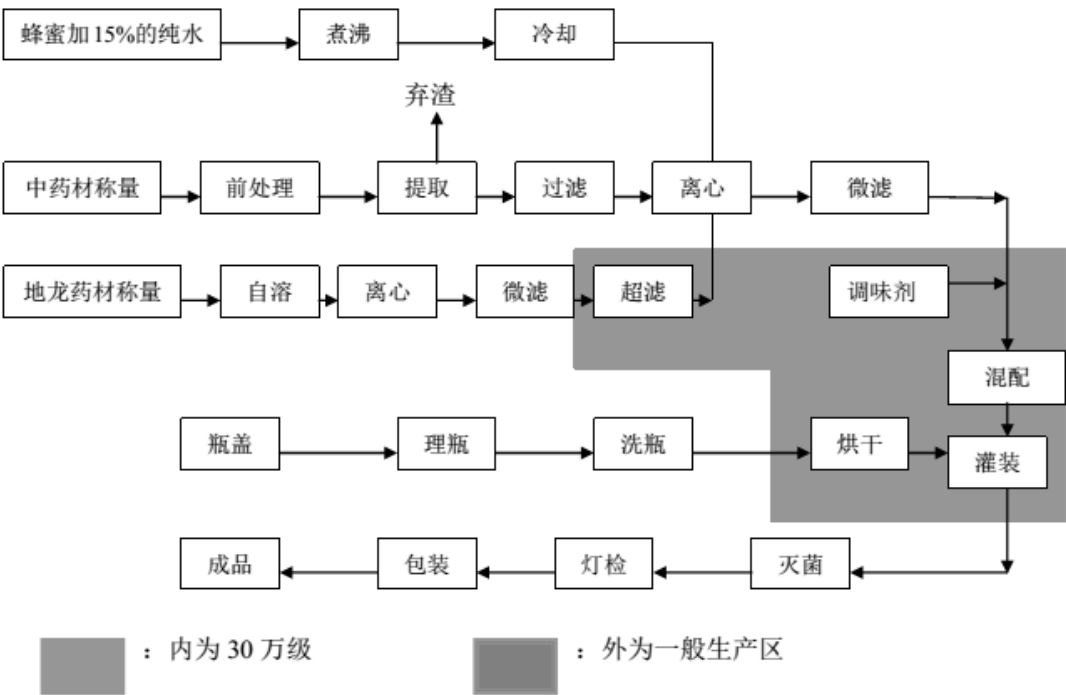 蜂蜜加15%的纯水 煮沸 冷却
弃渣
中药材称量 前处理 提取 过滤 离心 微滤
地龙药材称量 自溶 离心 微滤 超滤 调味剂
混配
瓶盖 理瓶 洗瓶 烘干 灌装
成品 包装 灯检 灭菌
：内为 30 万级 ：外为一般生产区